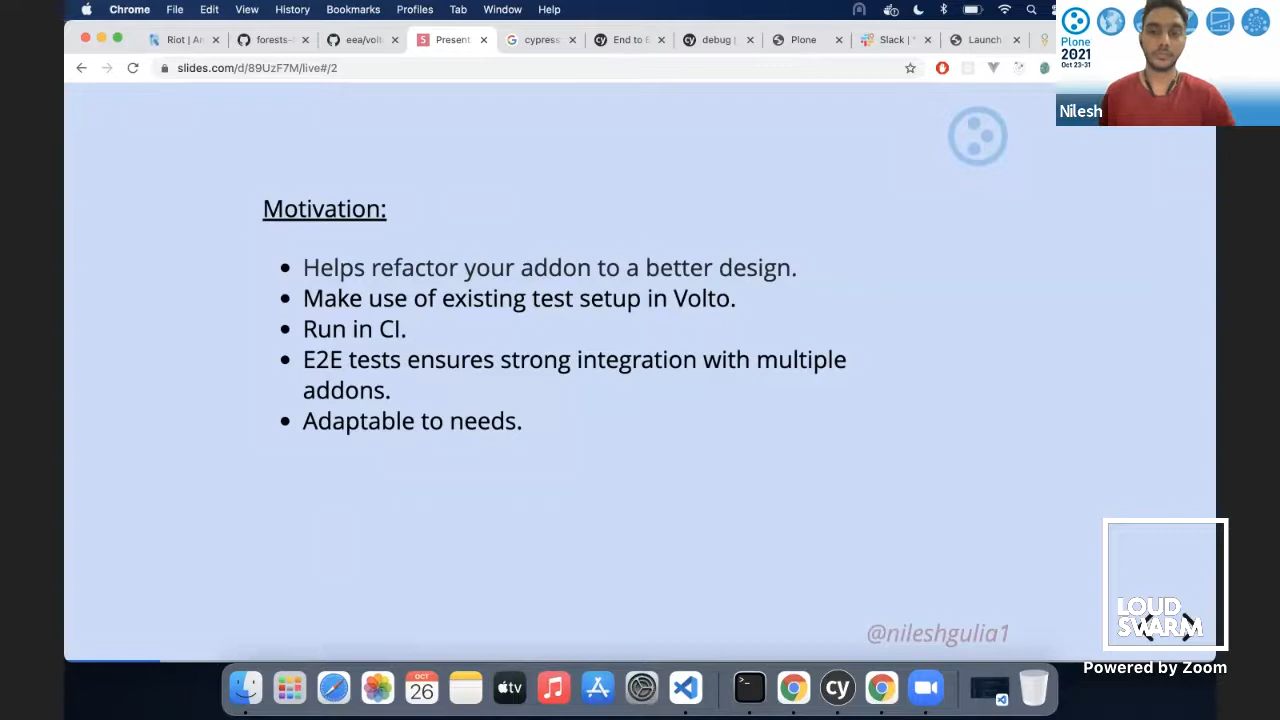 Chrome File Edit View History Bookmarks Profiles Tab Window Help
Riot | A forests- eea/volt Present cypress End to E debug Plone Slack | * Launch
slides.com/d/89UzF7M/live#/2
Plone
2021
Oct 23-31
Nilesh
Motivation:
Helps refactor your addon to a better design.
Make use of existing test setup in Volto.
Run in CI.
E2E tests ensures strong integration with multiple
addons.
Adaptable to needs.
@nileshgulia1
LOUD
SWARM
Powered by Zoom
OCT
26
tv
cy